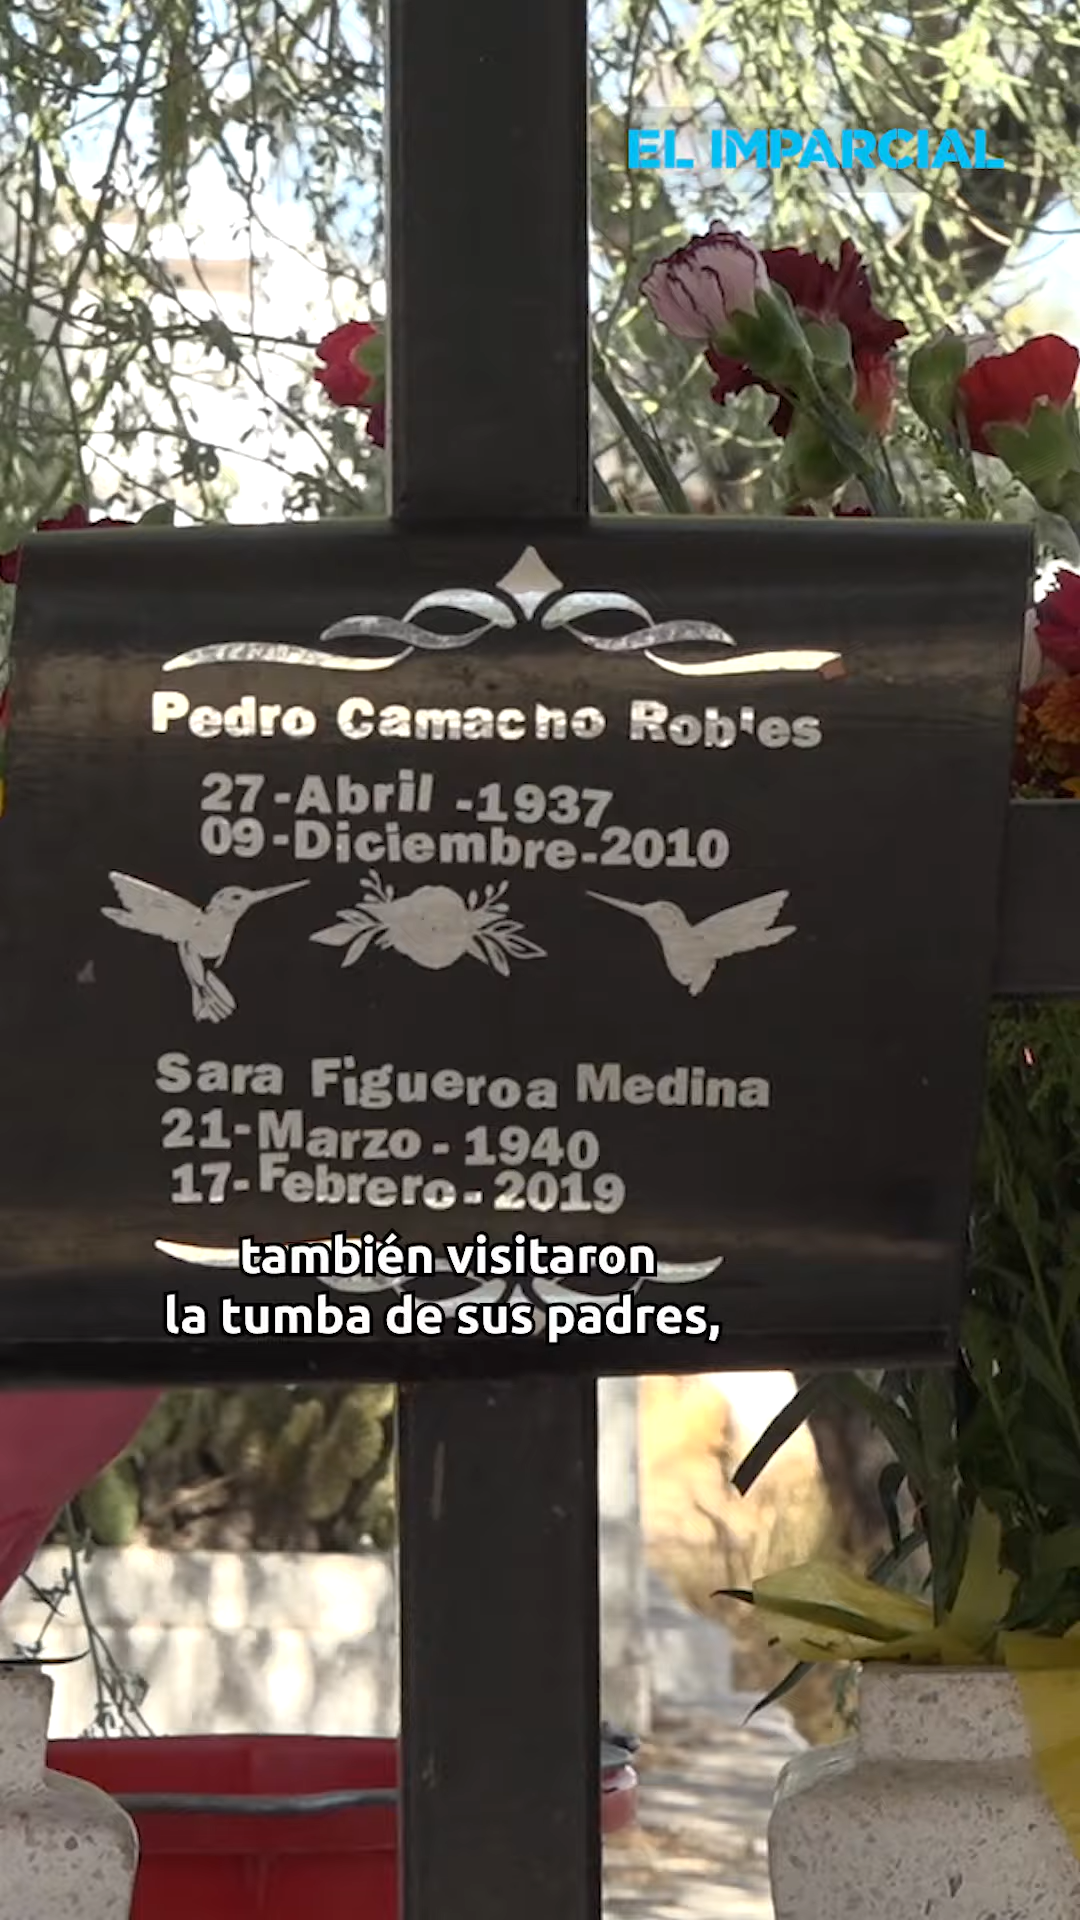 EL IMPARCIAL
Pedro Camacho Robles
27-Abril-1937
09-Diciembre-2010
Sara Figueroa Medina
21-Marzo-1940
17-Febrero-2019
también visitaron
la tumba de sus padres,